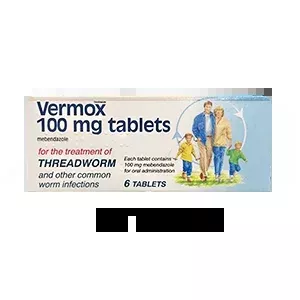 Vermox
100 mg tablets
mebendazole
for the treatment of
THREADWORM
and other common
worm infections
Each tablet contains
100 mg mebendazole
for oral administration
6 TABLETS